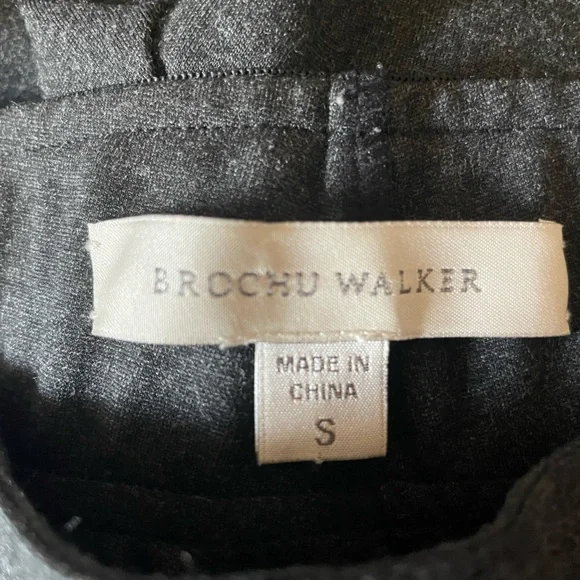 BROCHU WALKER
MADE IN
CHINA
S